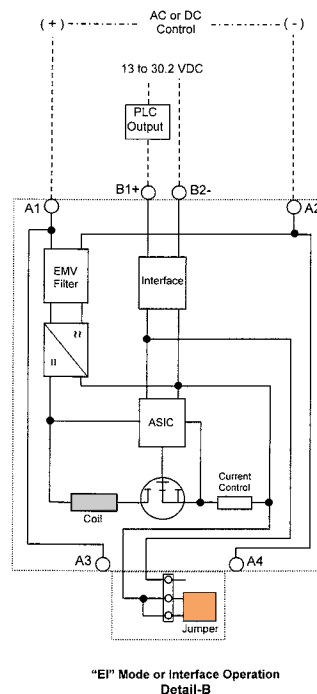 AC or DC
(+)
(-)
Control
13 to 30.2 VDC
PLC
Output
B1+
B2-
A1
A2
EMV
Filter
Interface
ASIC
Current
Control
Coil
A3
A4
Jumper
"EI" Mode or Interface Operation
Detail-B